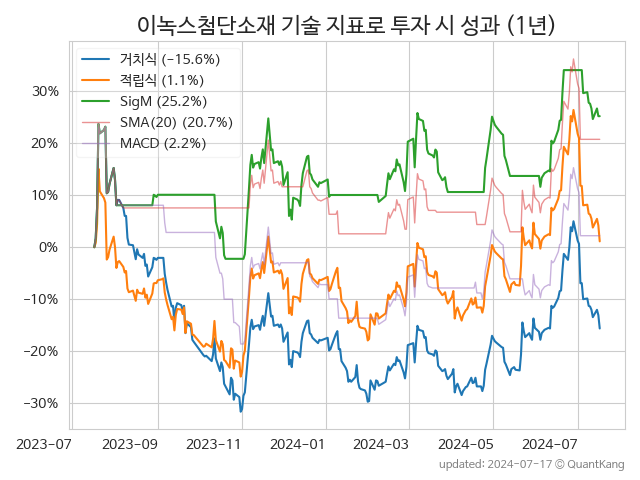 이녹스첨단소재 기술 지표로 투자 시 성과 (1년)
거치식 (-15.6%)
적립식 (1.1%)
SigM (25.2%)
SMA(20) (20.7%)
MACD (2.2%)
30%
20%
10%
0%
−10%
−20%
−30%
2023-07 2023-09 2023-11 2024-01 2024-03 2024-05 2024-07
updated: 2024-07-17 © QuantKang